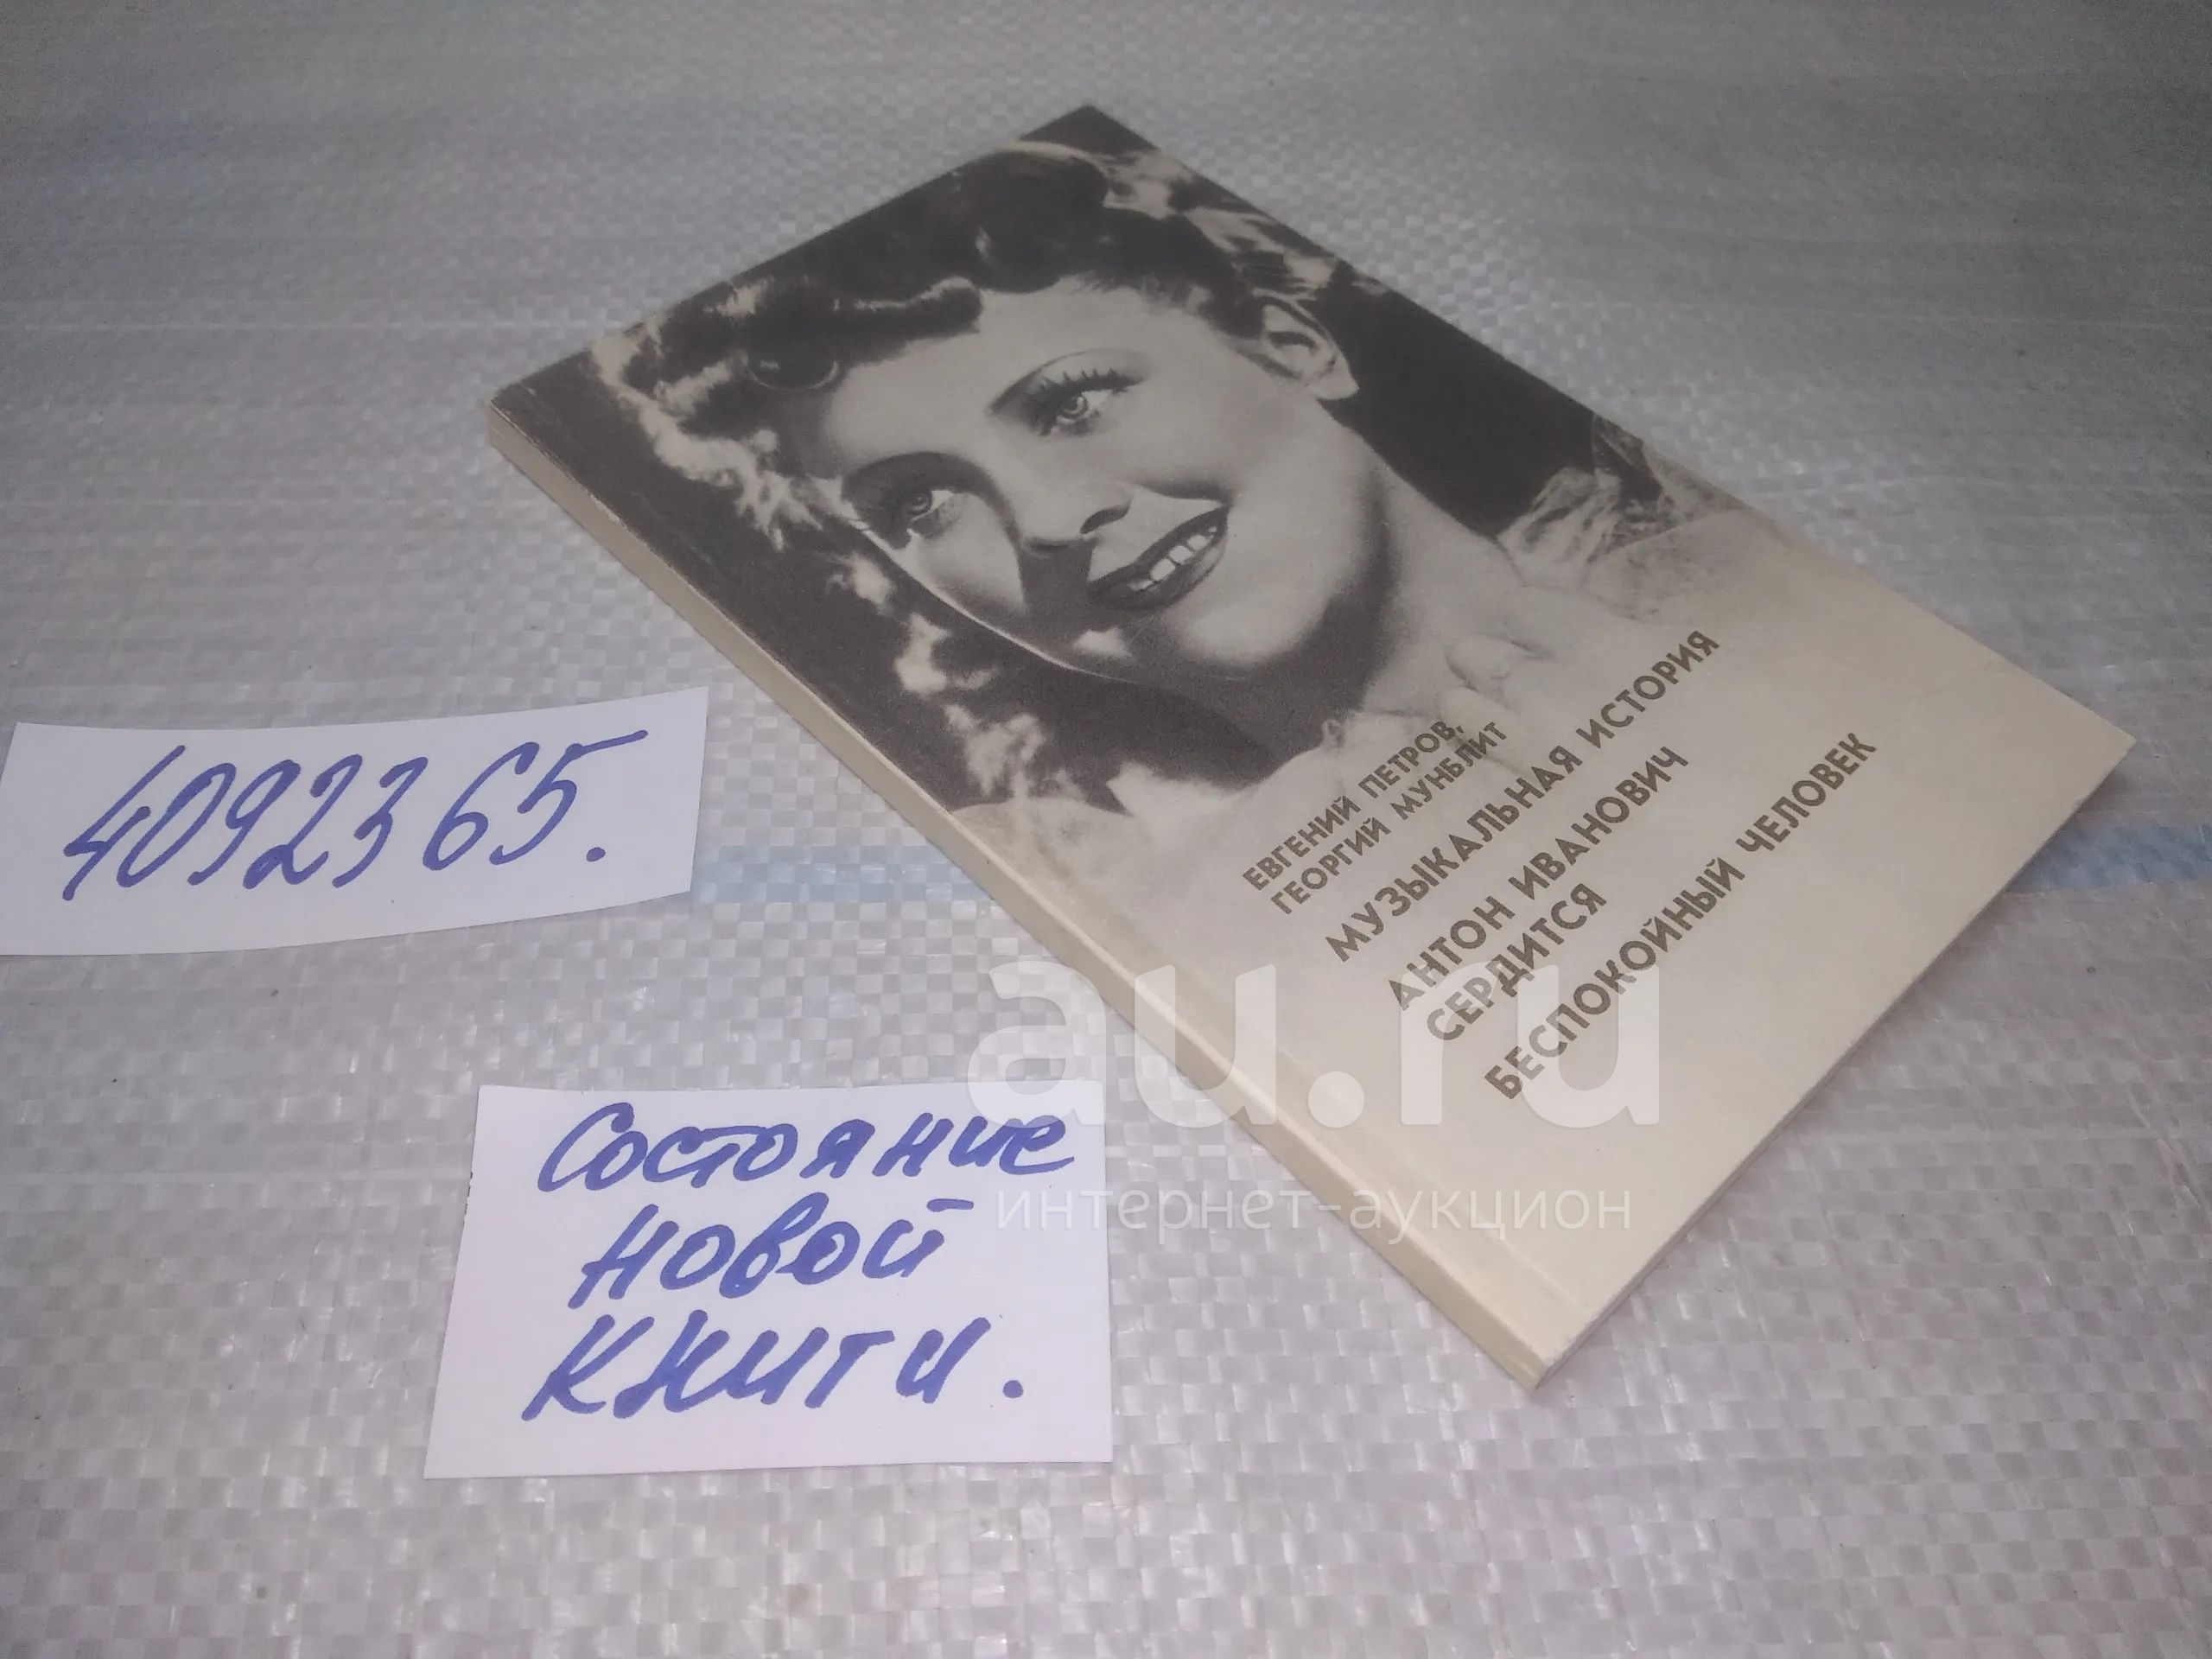 ЕВГЕНИЙ ПЕТРОВ,
ГЕОРГИЙ МУНБЛИТ
МУЗЫКАЛЬНАЯ ИСТОРИЯ
АНТОН ИВАНОВИЧ
СЕРДИТСЯ
БЕСПОКОЙНЫЙ ЧЕЛОВЕК
4092365.
Состояние
новой
книги.
au.ru
интернет-аукцион